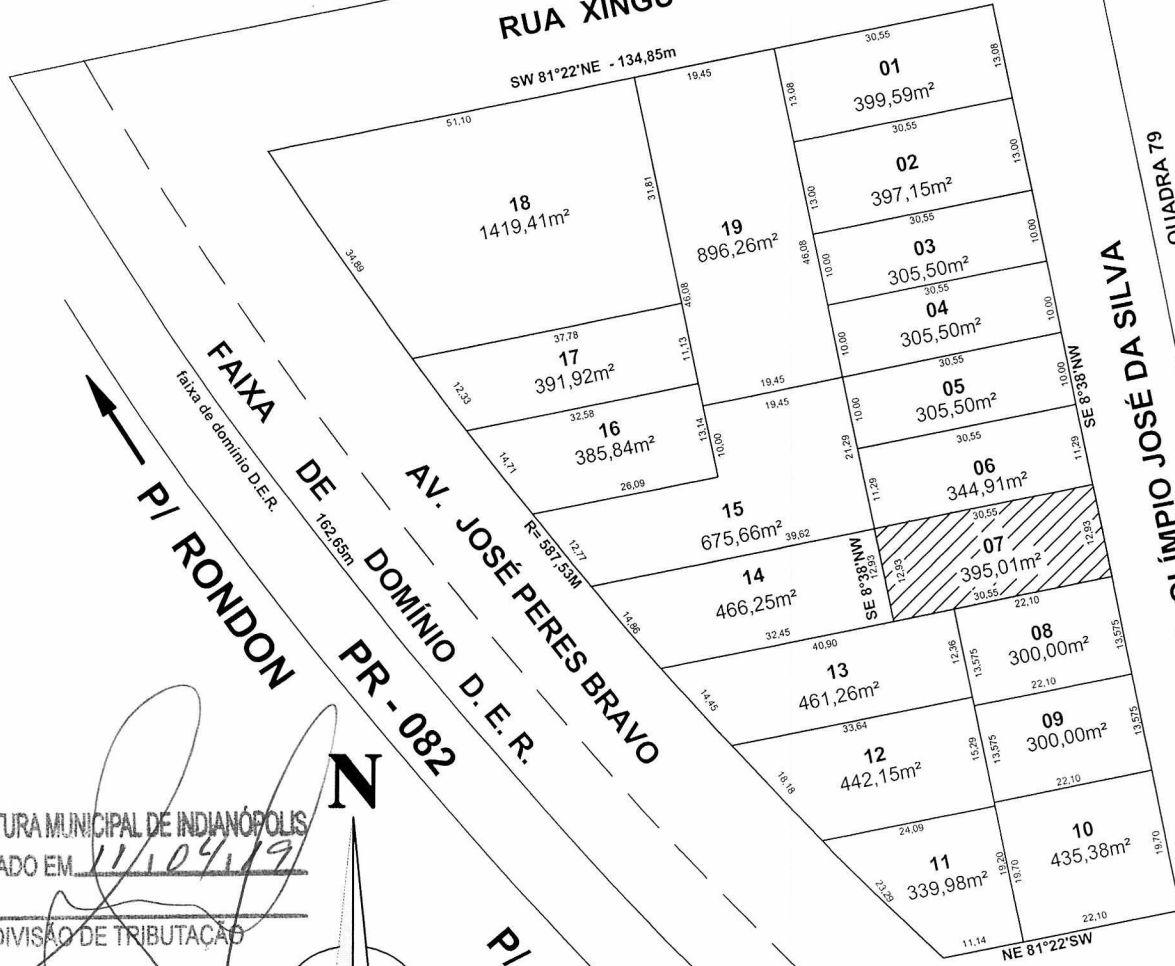 RUA XINGU
SW 81°22'NE - 134,85m
51,10
19,45
30,55
13,08
01
399,59m²
13,08
30,55
18
1419,41m²
31,81
34,89
19
896,26m²
46,08
46,08
13,00
02
397,15m²
13,00
30,55
10,00
03
305,50m²
10,00
30,55
10,00
04
305,50m²
10,00
30,55
37,78
17
391,92m²
11,13
12,33
19,45
19,45
10,00
05
305,50m²
10,00
SE 8°38'NW
30,55
32,58
16
385,84m²
13,14
10,00
14,71
26,09
21,29
11,29
06
344,91m²
11,29
30,55
15
675,66m²
39,62
12,77
R= 587,53M
SE 8°38'NW
12,93
12,93
07
395,01m²
12,93
30,55
14
466,25m²
14,86
32,45
40,90
22,10
13
461,26m²
12,36
14,45
33,64
13,575
08
300,00m²
13,575
22,10
12
442,15m²
15,29
18,18
13,575
09
300,00m²
13,575
22,10
24,09
11
339,98m²
19,20
23,29
11,14
19,70
10
435,38m²
19,70
22,10
NE 81°22'SW
QUADRA 79
OLÍMPIO JOSÉ DA SILVA
FAIXA DE DOMÍNIO D. E. R.
faixa de domínio D.E.R.
162,65m
AV. JOSÉ PERES BRAVO
P/ RONDON
PR - 082
P/
N
TURA MUNICIPAL DE INDIANÓPOLIS
ADO EM 11/04/19
DIVISÃO DE TRIBUTAÇÃO